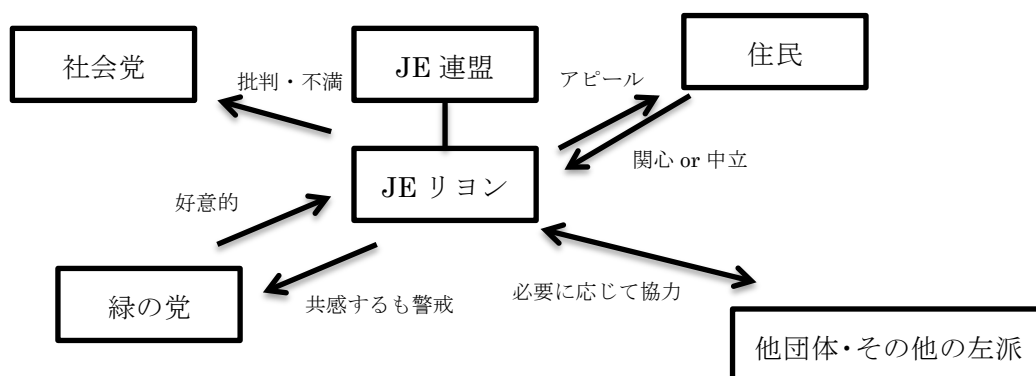 社会党
JE 連盟
住民
批判・不満
アピール
JE リヨン
関心 or 中立
好意的
緑の党
共感するも警戒
必要に応じて協力
他団体・その他の左派